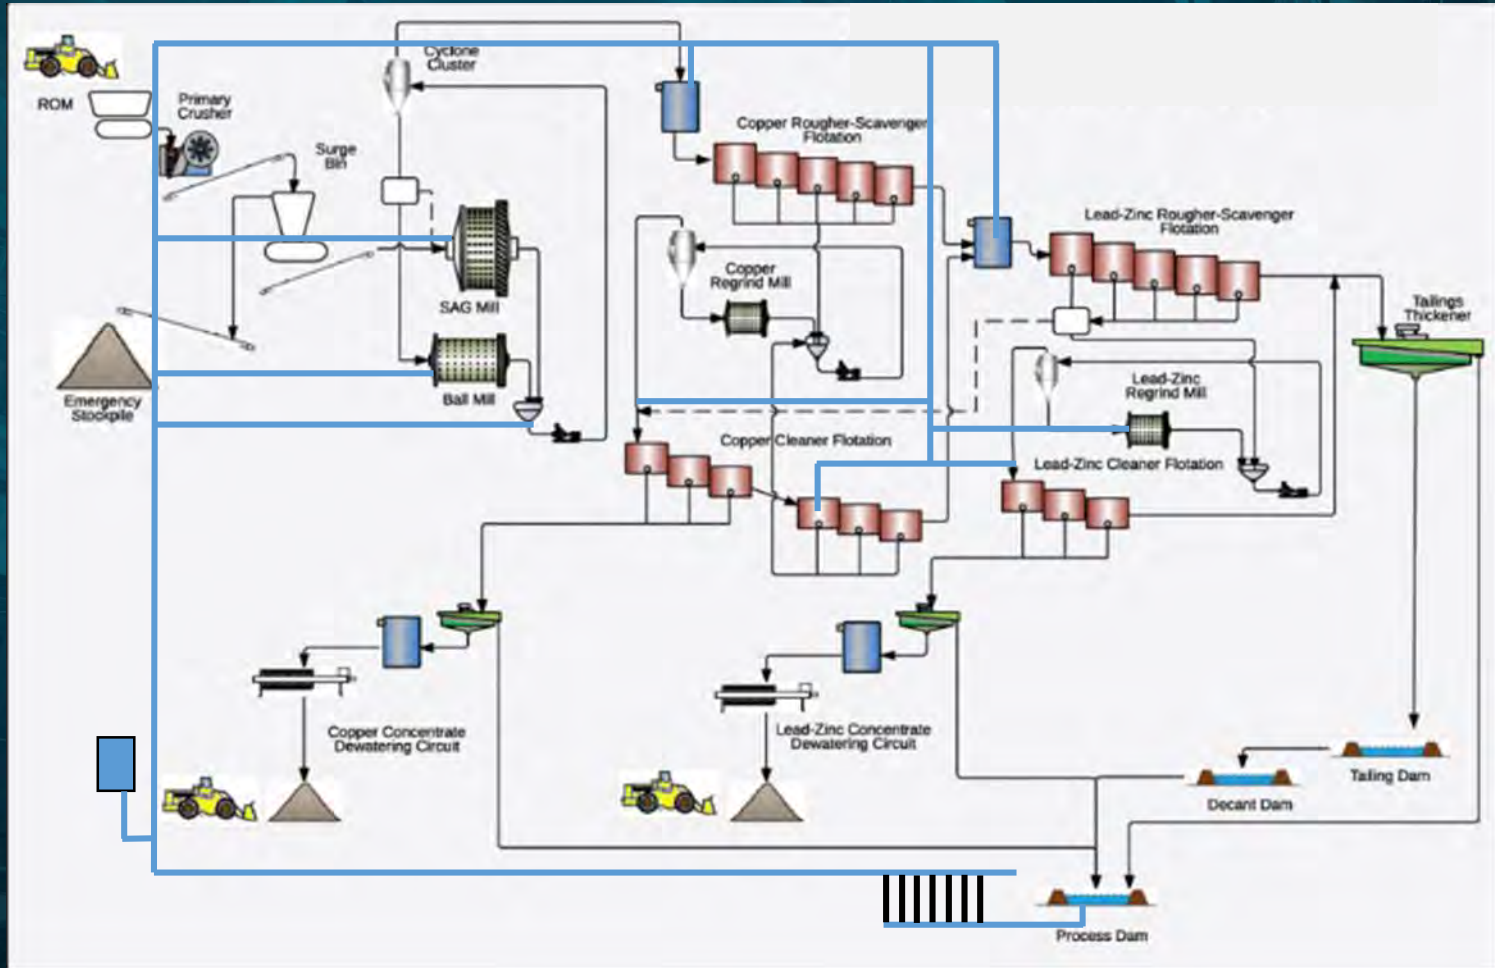 Cyclone
Cluster
ROM
Primary
Crusher
Surge
Bin
Copper Rougher-Scavenger
Flotation
Lead-Zinc Rougher-Scavenger
Flotation
Copper
Regrind Mill
SAG Mill
Tailings
Thickener
Lead-Zinc
Regrind Mill
Ball Mill
Emergency
Stockpile
Copper Cleaner Flotation
Lead-Zinc Cleaner Flotation
Copper Concentrate
Dewatering Circuit
Lead-Zinc Concentrate
Dewatering Circuit
Tailing Dam
Decant Dam
Process Dam